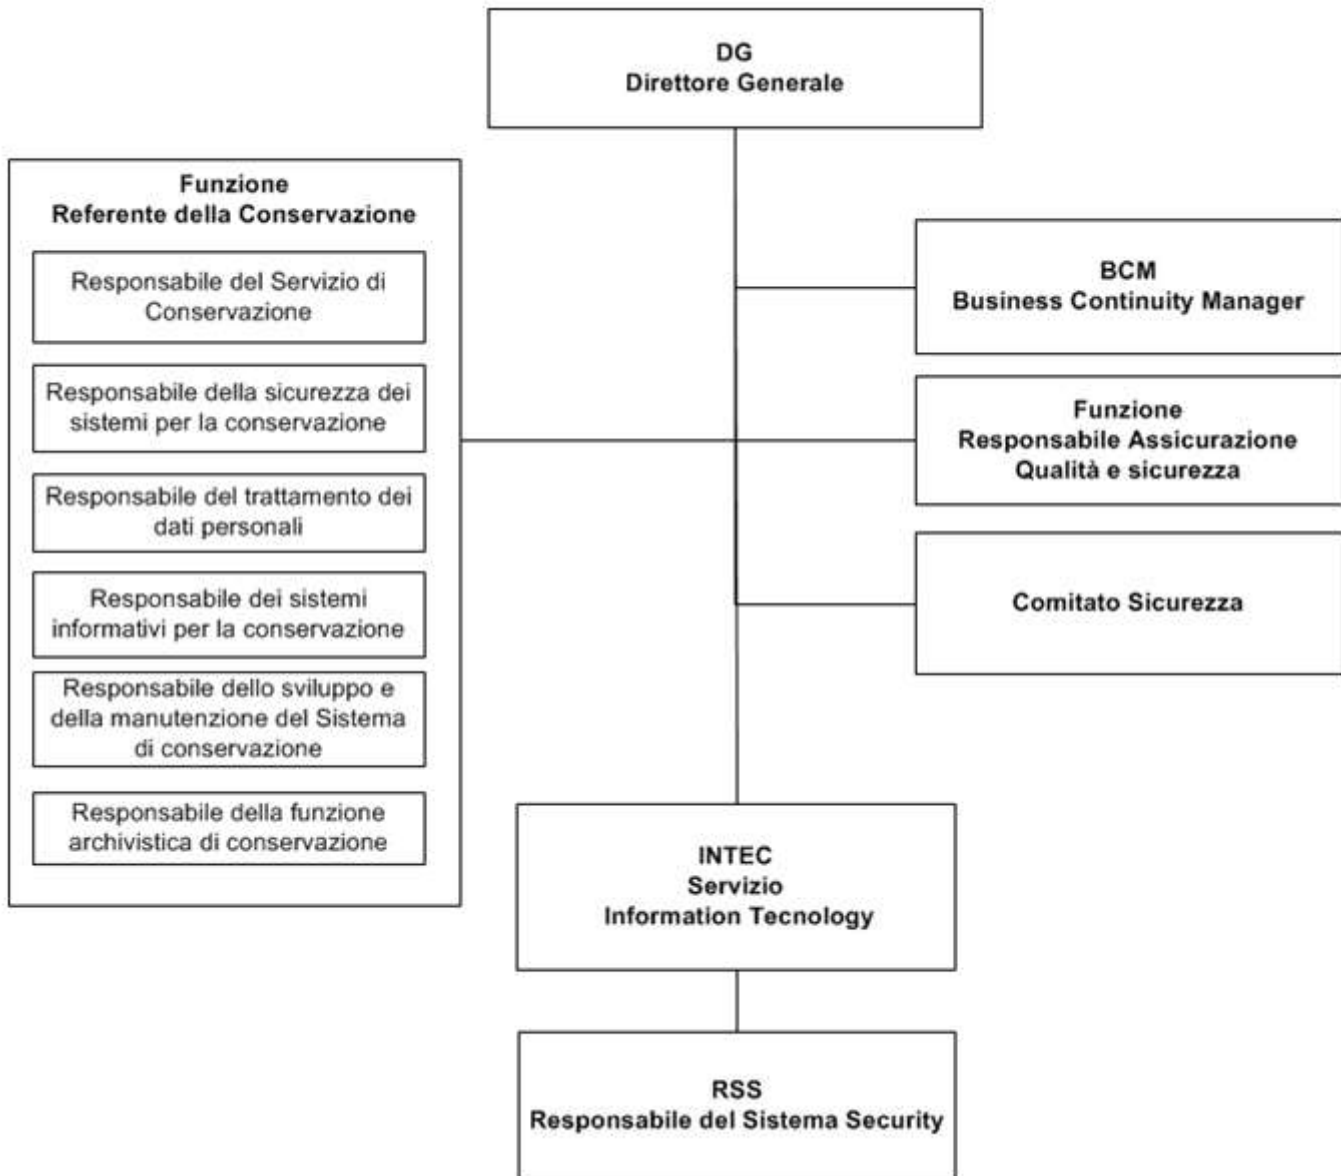 DG
Direttore Generale
Funzione
Referente della Conservazione
Responsabile del Servizio di
Conservazione
Responsabile della sicurezza dei
sistemi per la conservazione
Responsabile del trattamento dei
dati personali
Responsabile dei sistemi
informativi per la conservazione
Responsabile dello sviluppo e
della manutenzione del Sistema
di conservazione
Responsabile della funzione
archivistica di conservazione
BCM
Business Continuity Manager
Funzione
Responsabile Assicurazione
Qualità e sicurezza
Comitato Sicurezza
INTEC
Servizio
Information Tecnology
RSS
Responsabile del Sistema Security